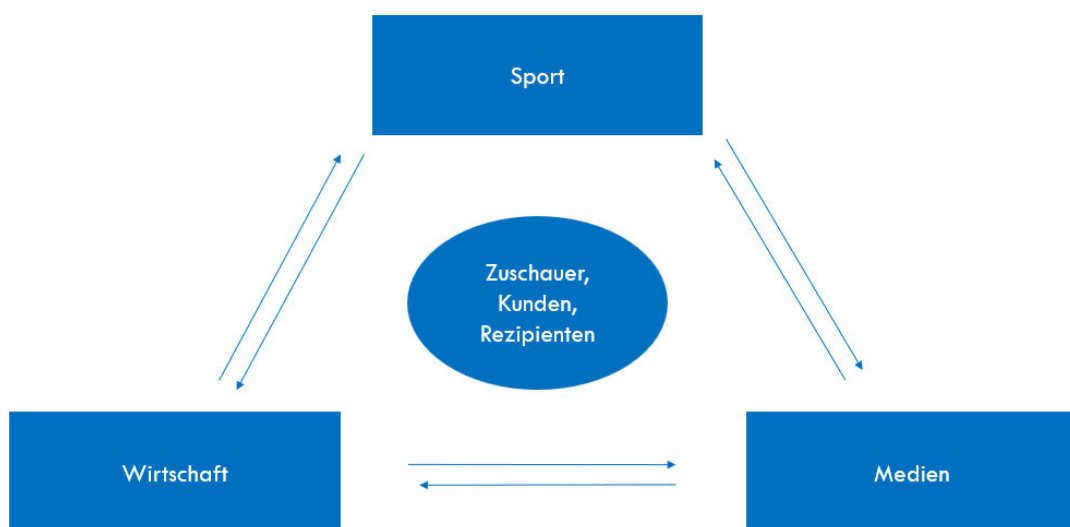 Sport
Zuschauer,
Kunden,
Rezipienten
Wirtschaft
Medien